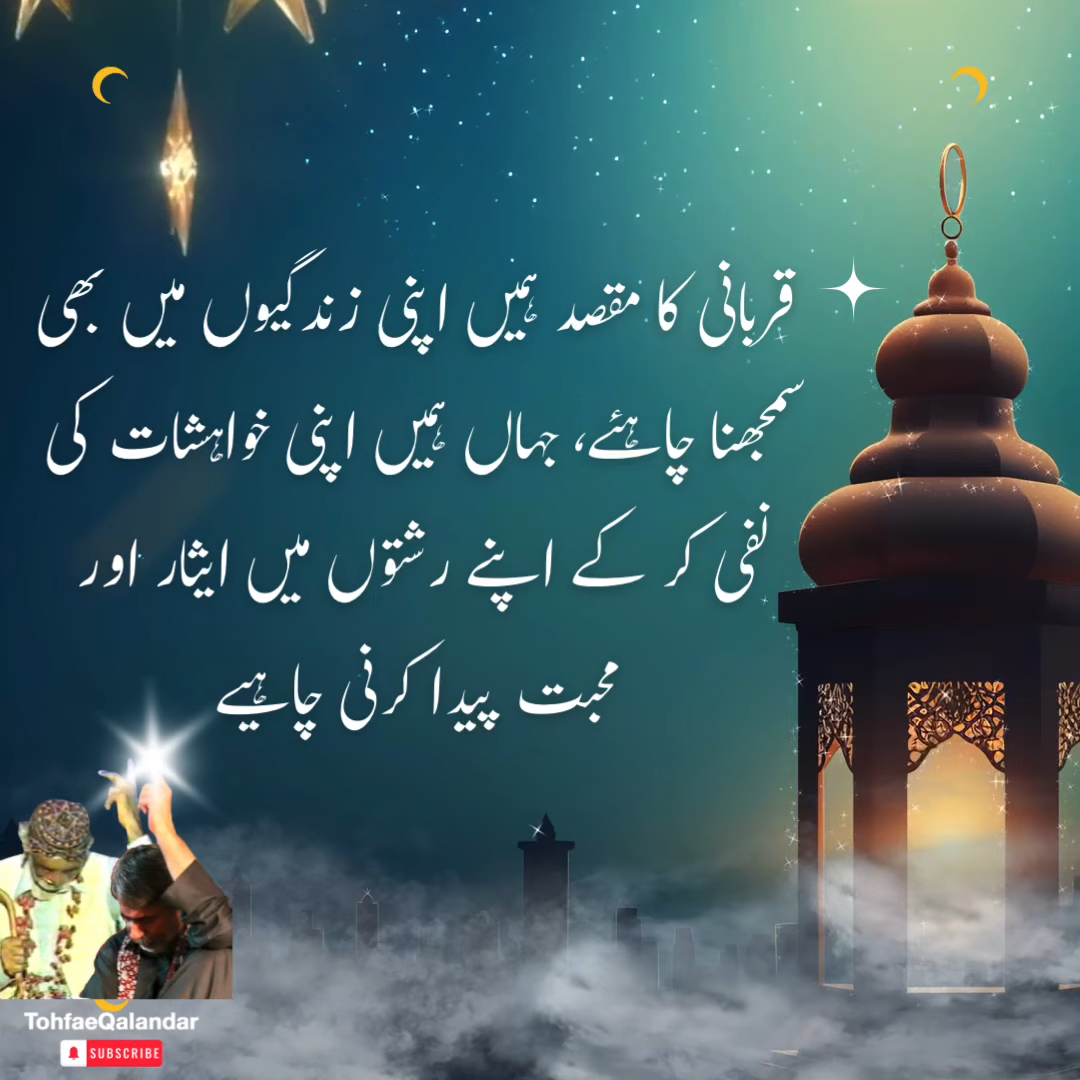 قربانی کا مقصد ہمیں اپنی زندگیوں میں بھی
سمجھنا چاہئے، جہاں ہمیں اپنی خواہشات کی
نفی کر کے اپنے رشتوں میں ایثار اور
محبت پیدا کرنی چاہیے
TohfaeQalandar
SUBSCRIBE